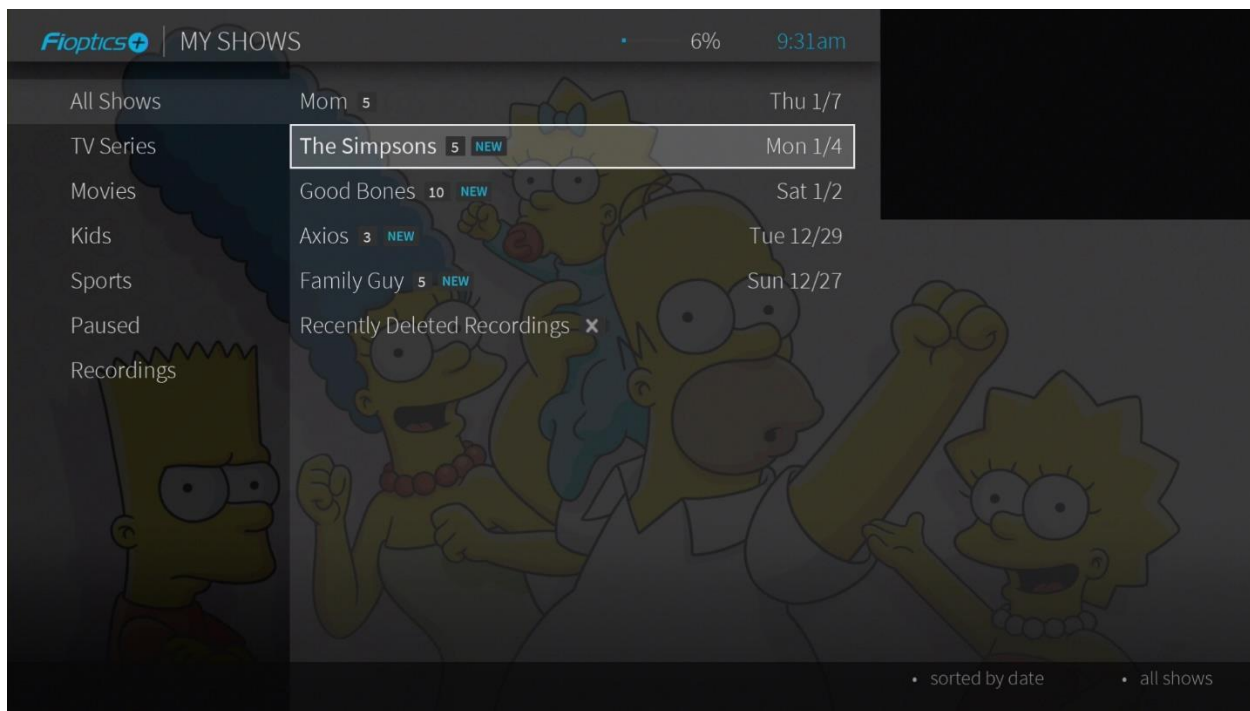 Fioptics+ MY SHOWS 6% 9:31am
All Shows
TV Series
Movies
Kids
Sports
Paused
Recordings
Mom 5 Thu 1/7
The Simpsons 5 NEW Mon 1/4
Good Bones 10 NEW Sat 1/2
Axios 3 NEW Tue 12/29
Family Guy 5 NEW Sun 12/27
Recently Deleted Recordings
• sorted by date • all shows